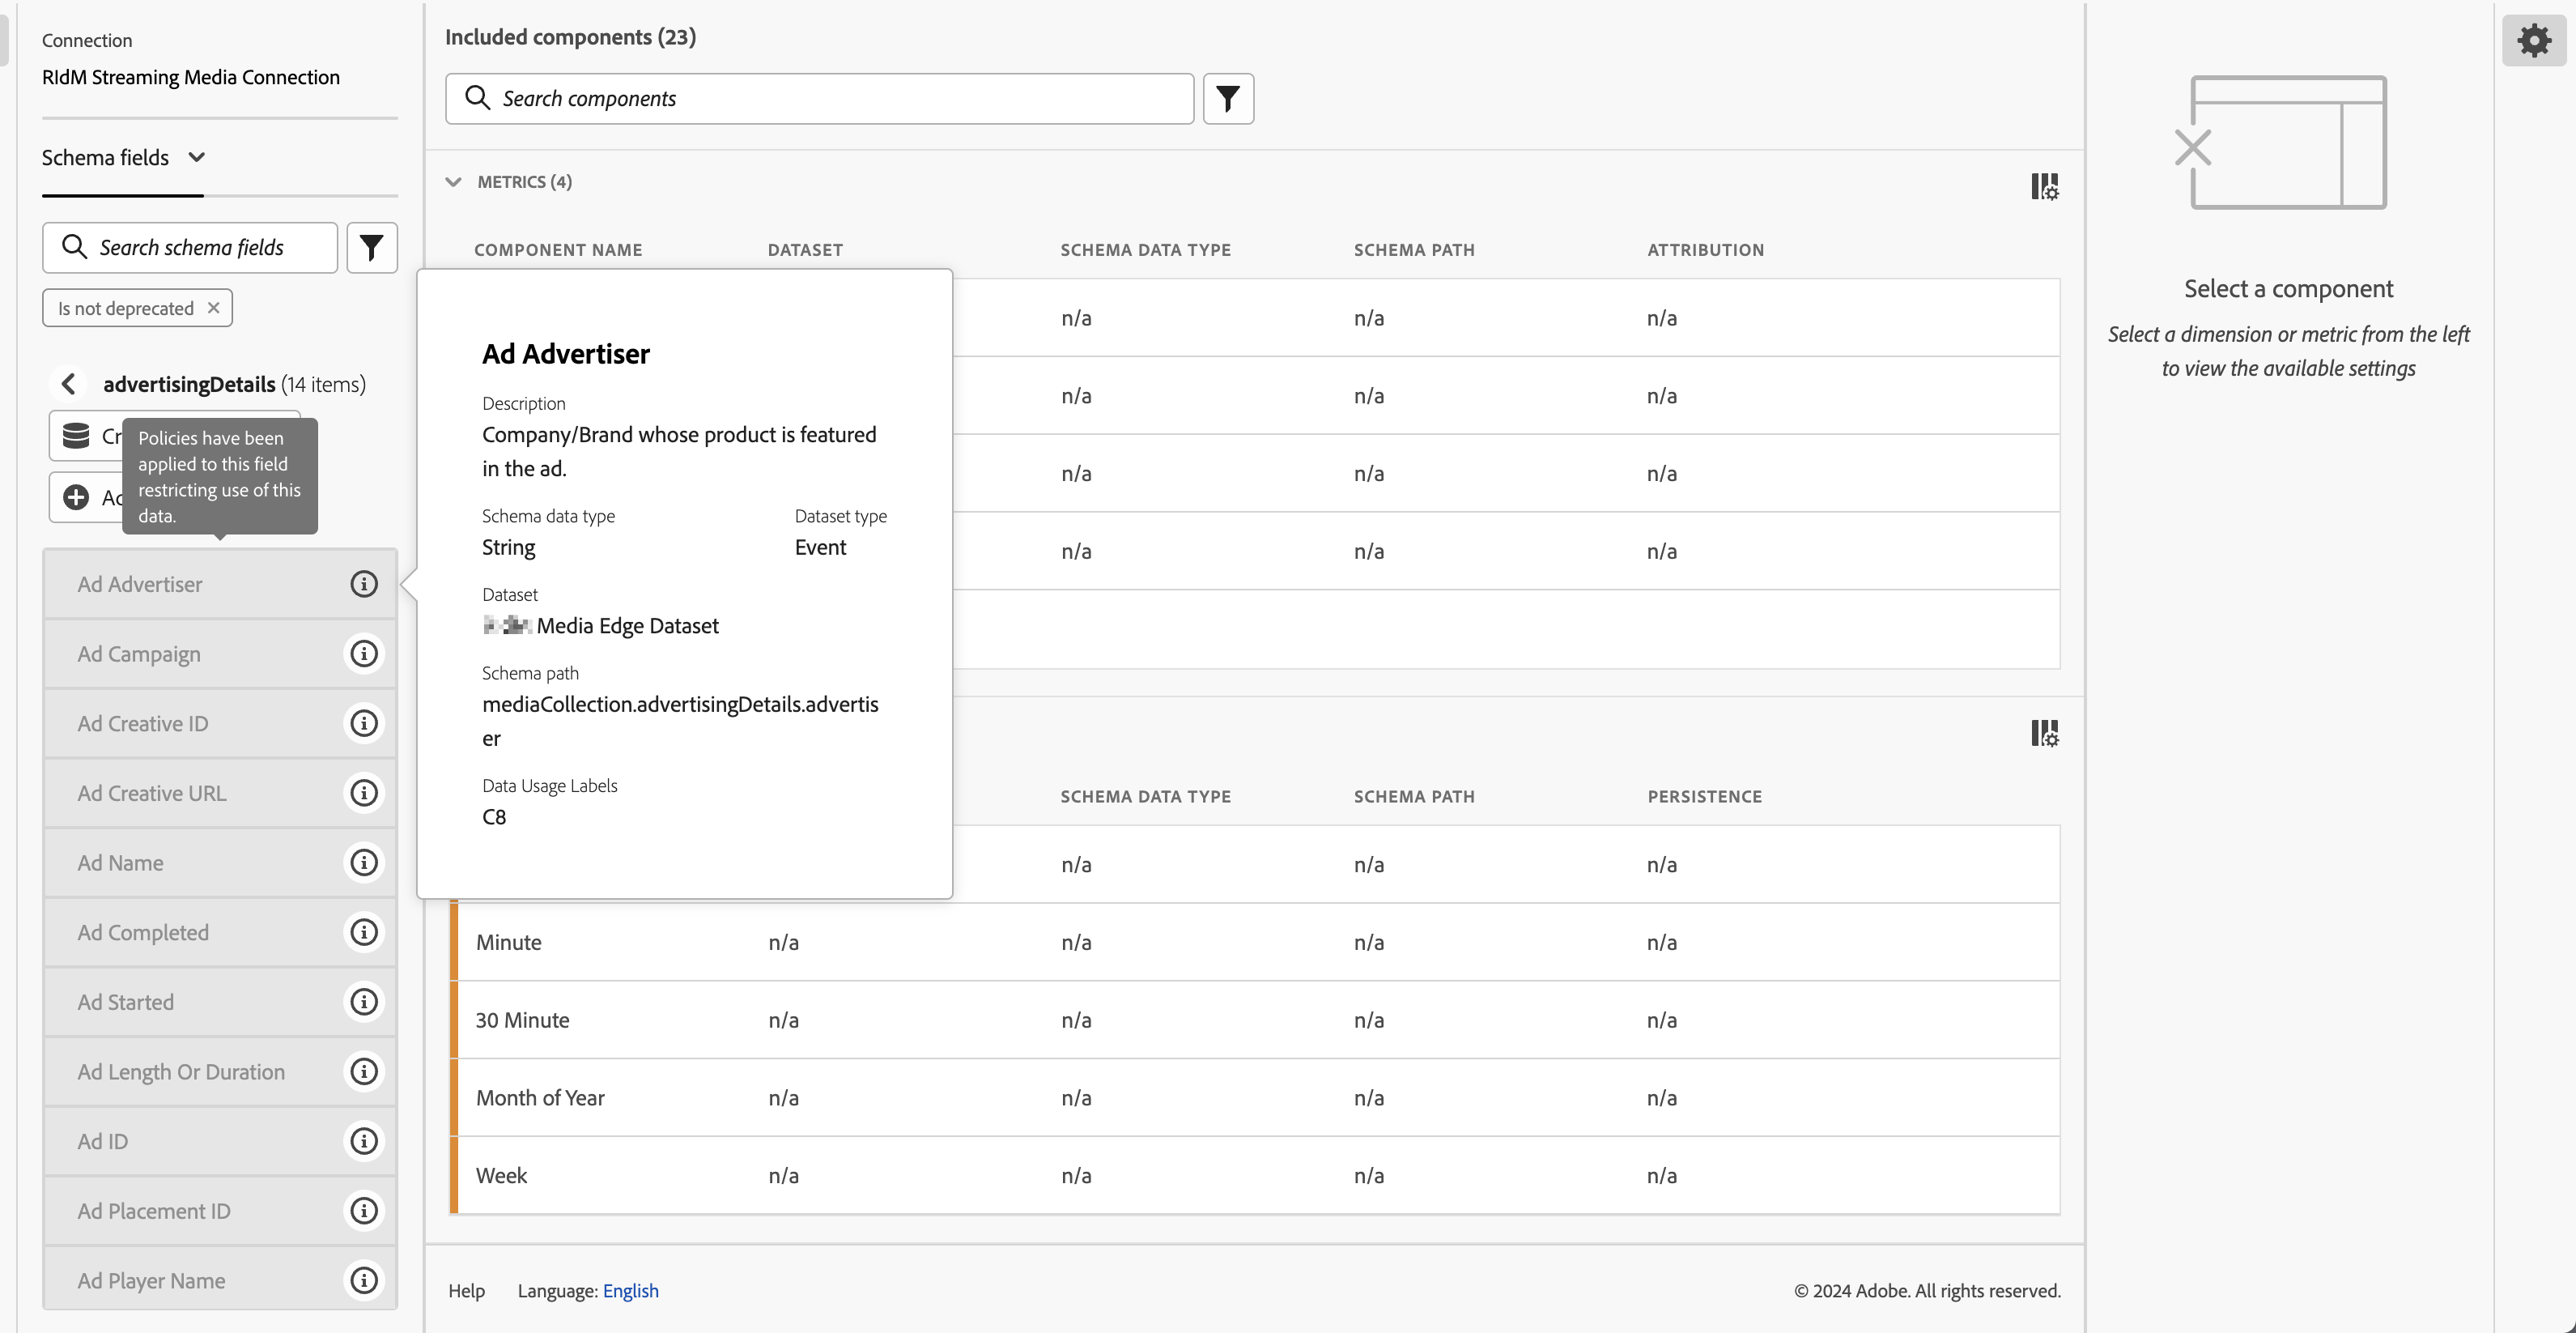 Connection
RIdM Streaming Media Connection
Schema fields
Search schema fields
Is not deprecated
advertisingDetails (14 items)
Cr
Policies have been
applied to this field
restricting use of this
data.
Ad Advertiser
Ad Campaign
Ad Creative ID
Ad Creative URL
Ad Name
Ad Completed
Ad Started
Ad Length Or Duration
Ad ID
Ad Placement ID
Ad Player Name
Ad Advertiser
Description
Company/Brand whose product is featured
in the ad.
Schema data type Dataset type
String Event
Dataset
Media Edge Dataset
Schema path
mediaCollection.advertisingDetails.advertis
er
Data Usage Labels
C8
Included components (23)
Search components
METRICS (4)
COMPONENT NAME DATASET SCHEMA DATA TYPE SCHEMA PATH ATTRIBUTION
n/a n/a n/a
n/a n/a n/a
n/a n/a n/a
n/a n/a n/a
SCHEMA DATA TYPE SCHEMA PATH PERSISTENCE
n/a n/a n/a
Minute n/a n/a n/a n/a
30 Minute n/a n/a n/a n/a
Month of Year n/a n/a n/a n/a
Week n/a n/a n/a n/a
Help Language: English © 2024 Adobe. All rights reserved.
Select a component
Select a dimension or metric from the left
to view the available settings